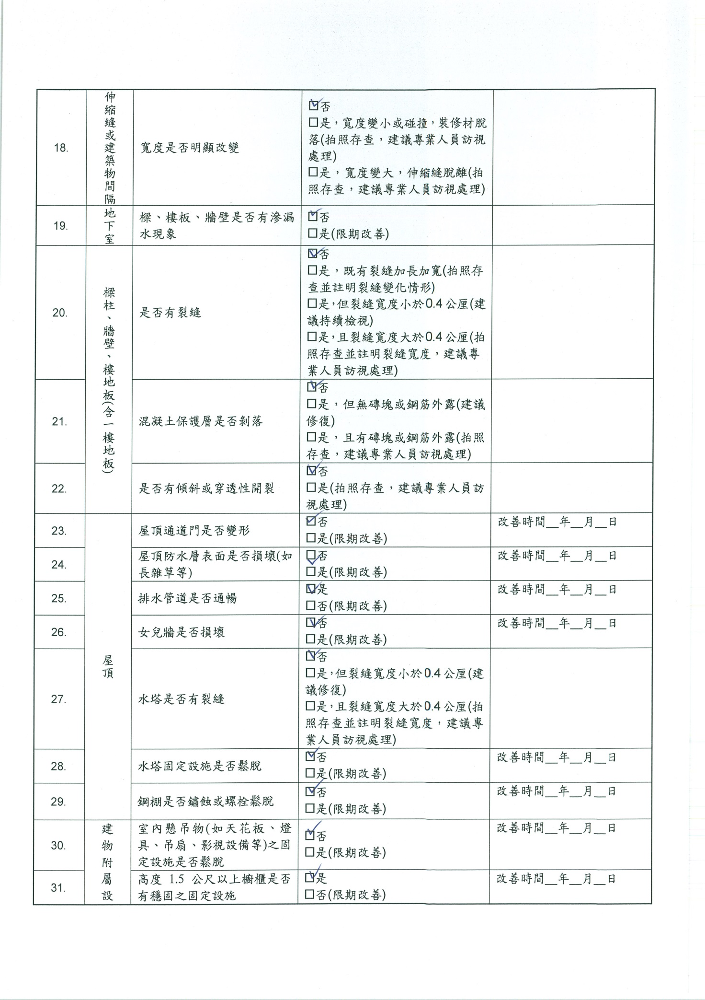 18.
伸縮縫或建築物間隔
寬度是否明顯改變
☑否
□是，寬度變小或碰撞，裝修材脫
落(拍照存查，建議專業人員訪視
處理)
□是，寬度變大，伸縮縫脫離(拍
照存查，建議專業人員訪視處理)
19.
地下室
樑、樓板、牆壁是否有滲漏
水現象
☑否
□是(限期改善)
樑柱、牆壁、樓地板(含一樓地板)
20.
是否有裂縫
☑否
□是，既有裂縫加長加寬(拍照存
查並註明裂縫變化情形)
□是，但裂縫寬度小於0.4公厘(建
議持續檢視)
□是，且裂縫寬度大於0.4公厘(拍
照存查並註明裂縫寬度，建議專
業人員訪視處理)
21.
混凝土保護層是否剝落
☑否
□是，但無磚塊或鋼筋外露(建議
修復)
□是，且有磚塊或鋼筋外露(拍照
存查，建議專業人員訪視處理)
22.
是否有傾斜或穿透性開裂
☑否
□是(拍照存查，建議專業人員訪
視處理)
屋頂
23.
屋頂通道門是否變形
☑否
□是(限期改善)
改善時間__年__月__日
24.
屋頂防水層表面是否損壞(如
長雜草等)
☑否
□是(限期改善)
改善時間__年__月__日
25.
排水管道是否通暢
☑是
□否(限期改善)
改善時間__年__月__日
26.
女兒牆是否損壞
☑否
□是(限期改善)
改善時間__年__月__日
27.
水塔是否有裂縫
☑否
□是，但裂縫寬度小於0.4公厘(建
議修復)
□是，且裂縫寬度大於0.4公厘(拍
照存查並註明裂縫寬度，建議專
業人員訪視處理)
28.
水塔固定設施是否鬆脫
☑否
□是(限期改善)
改善時間__年__月__日
29.
鋼棚是否鏽蝕或螺栓鬆脫
☑否
□是(限期改善)
改善時間__年__月__日
建物附屬設
30.
室內懸吊物(如天花板、燈
具、吊扇、影視設備等)之固
定設施是否鬆脫
☑否
□是(限期改善)
改善時間__年__月__日
31.
高度 1.5 公尺以上櫥櫃是否
有穩固之固定設施
☑是
□否(限期改善)
改善時間__年__月__日